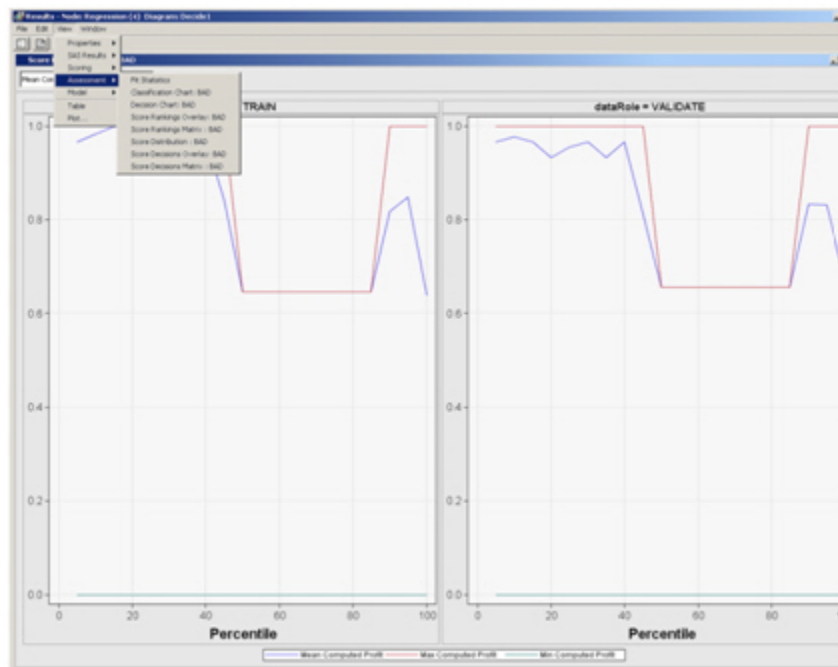 Results - Node: Regression (4) Diagram: Decide1
File Edit View Window
Properties
SAS Results
Scoring
Assessment
Model
Table
Plot...
Fit Statistics
Classification Chart: BAD
Decision Chart: BAD
Score Rankings Overlay: BAD
Score Rankings Matrix : BAD
Score Distribution : BAD
Score Decisions Overlay: BAD
Score Decisions Matrix : BAD
Score
BAD
Mean
TRAIN
dataRole = VALIDATE
1.0
0.8
0.6
0.4
0.2
0.0
0 20 40 60 80 100
Percentile
1.0
0.8
0.6
0.4
0.2
0.0
0 20 40 60 80
Percentile
Mean Computed Profit Max Computed Profit Min Computed Profit